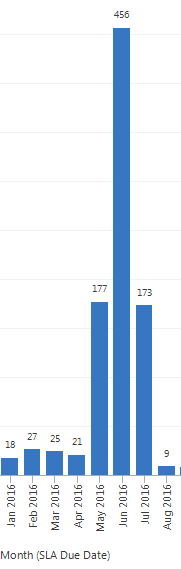 456
177
173
27
25
21
18
9
Jan 2016
Feb 2016
Mar 2016
Apr 2016
May 2016
Jun 2016
Jul 2016
Aug 2016
Month (SLA Due Date)